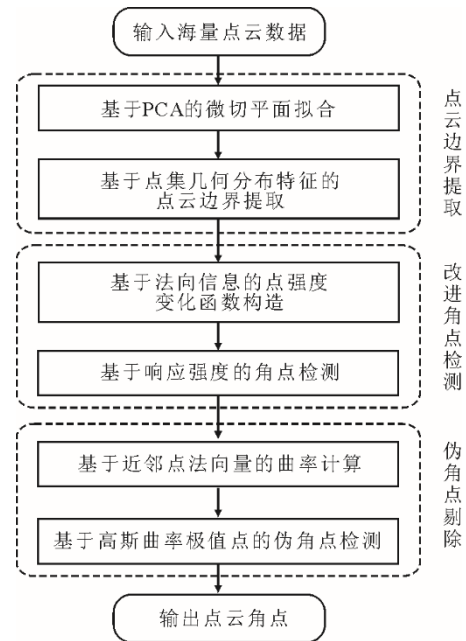 输入海量点云数据
基于PCA的微切平面拟合
基于点集几何分布特征的
点云边界提取
点云边界提取
基于法向信息的点强度
变化函数构造
基于响应强度的角点检测
改进角点检测
基于近邻点法向量的曲率计算
基于高斯曲率极值点的伪角点检测
伪角点剔除
输出点云角点